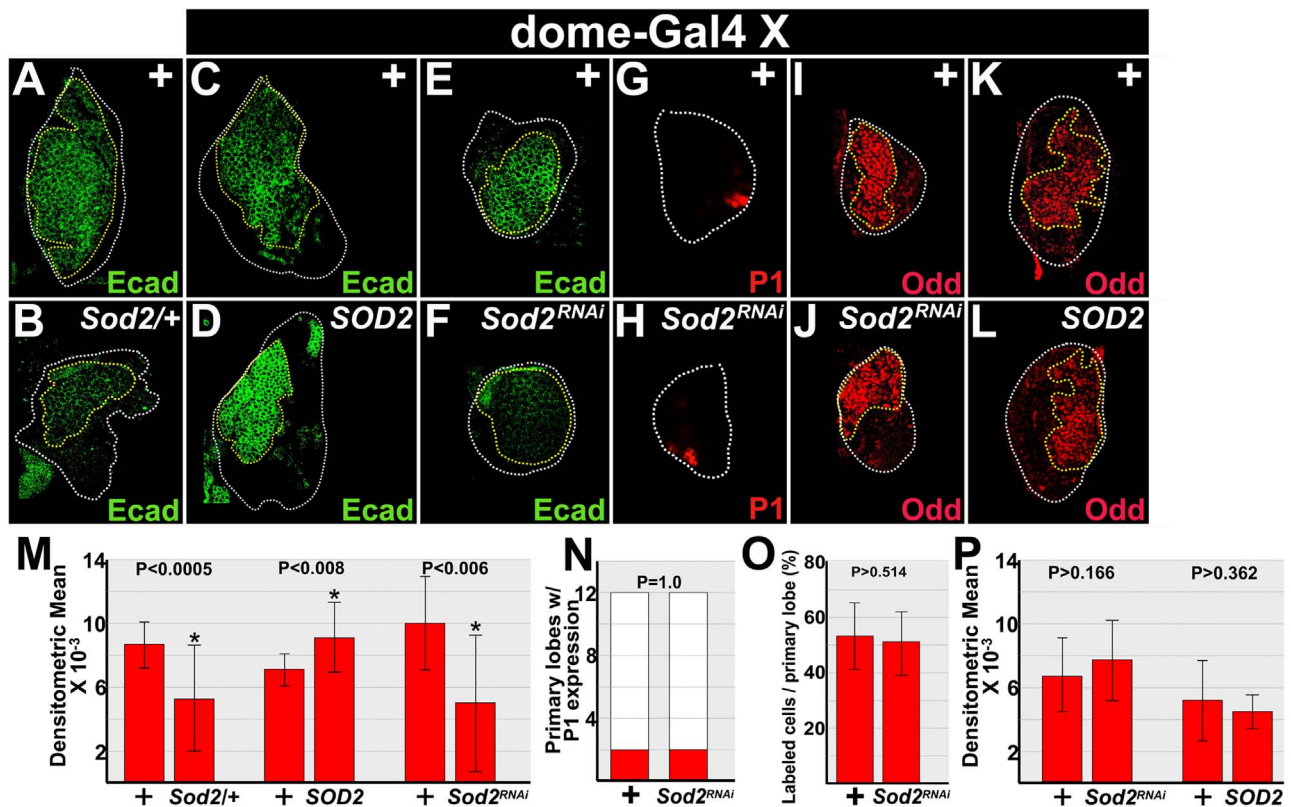 dome-Gal4 X
A + C + E + G + I + K +
Ecad Ecad Ecad P1 Odd Odd
B Sod2/+ D SOD2 F Sod2RNAi H Sod2RNAi J Sod2RNAi L SOD2
Ecad Ecad Ecad P1 Odd Odd
M
Densitometric Mean
X 10-3
14
10
6
2
P<0.0005 P<0.008 P<0.006
* * *
+ Sod2/+ + SOD2 + Sod2RNAi
N
Primary lobes w/
P1 expression
12
10
8
6
4
2
P=1.0
+ Sod2RNAi
O
Labeled cells / primary lobe (%)
80
60
40
20
P>0.514
+ Sod2RNAi
P
Densitometric Mean
X 10-3
14
10
6
2
P>0.166 P>0.362
+ Sod2RNAi + SOD2